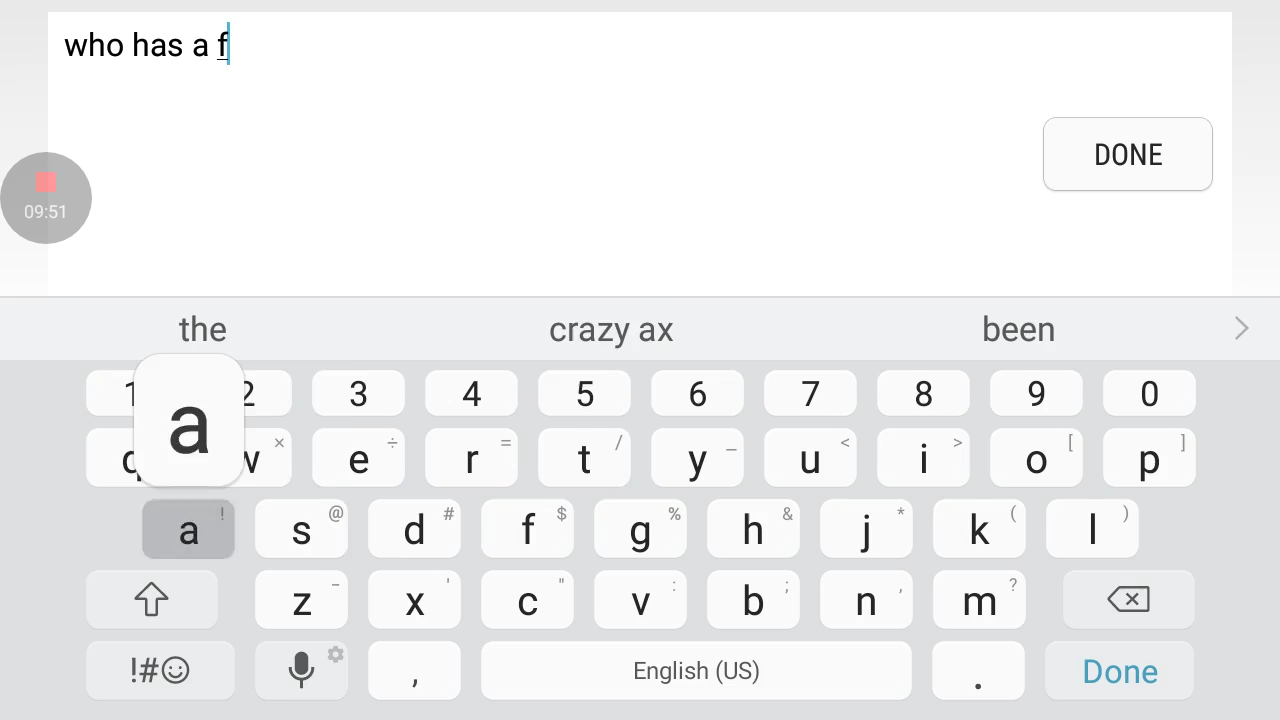 who has a f
DONE
09:51
the crazy ax been
1 2 3 4 5 6 7 8 9 0
a
q w × e ÷ r = t / y _ u < i > o [ p ]
a ! s @ d # f $ g % h & j * k ( l )
z - x ' c " v : b ; n , m ?
!#☺ , English (US) . Done